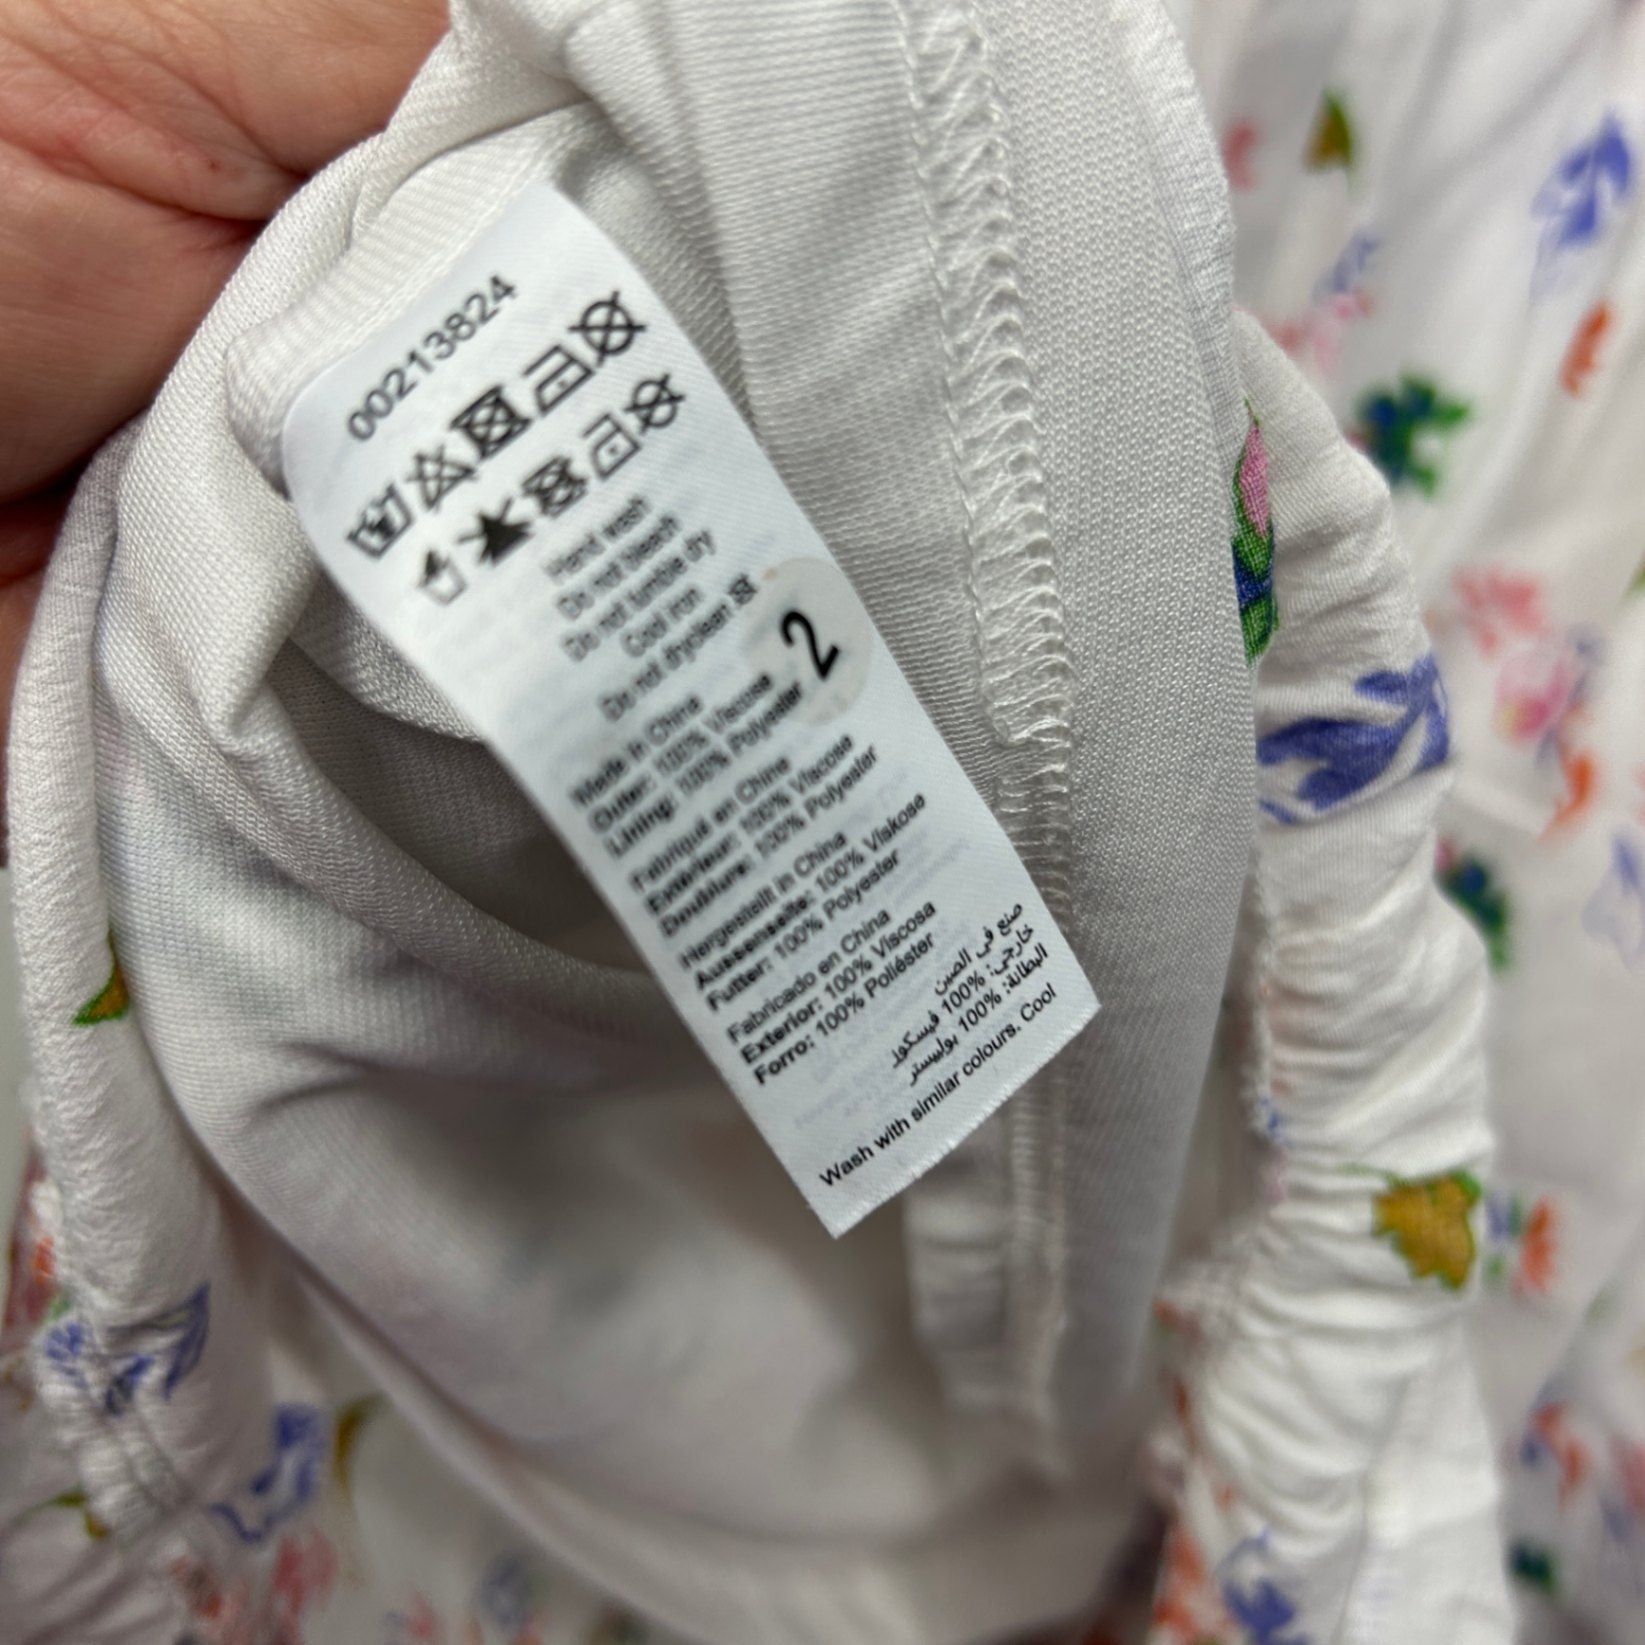 00213824
Hand wash
Do not bleach
Do not tumble dry
Cool iron
Do not dryclean
2
Made in China
Outer: 100% Viscose
Lining: 100% Polyester
Fabriqué en Chine
Extérieur: 100% Viscose
Doublure: 100% Polyester
Hergestellt in China
Aussenseite: 100% Viskose
Futter: 100% Polyester
Fabricado en China
Exterior: 100% Viscosa
Forro: 100% Poliéster
صنع في الصين
خارجي: 100% فيسكوز
البطانة: 100% بوليستر
Wash with similar colours. Cool